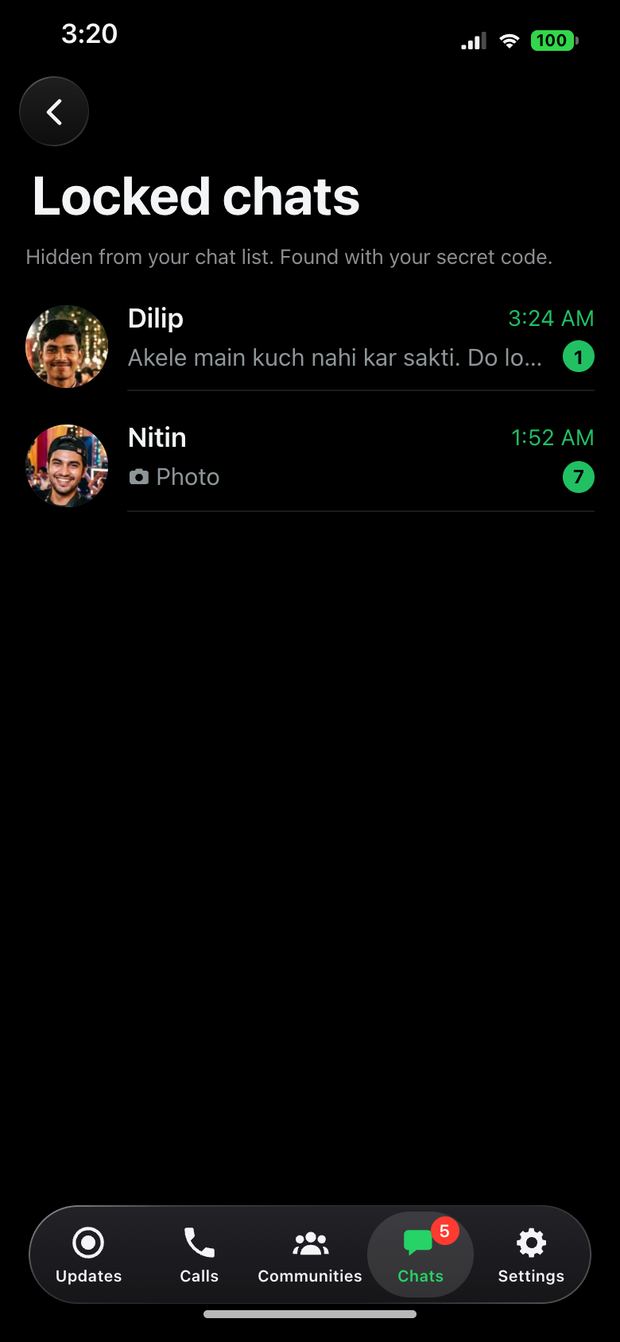 3:20
100
Locked chats
Hidden from your chat list. Found with your secret code.
Dilip
3:24 AM
Akele main kuch nahi kar sakti. Do lo...
1
Nitin
1:52 AM
Photo
7
5
Updates
Calls
Communities
Chats
Settings